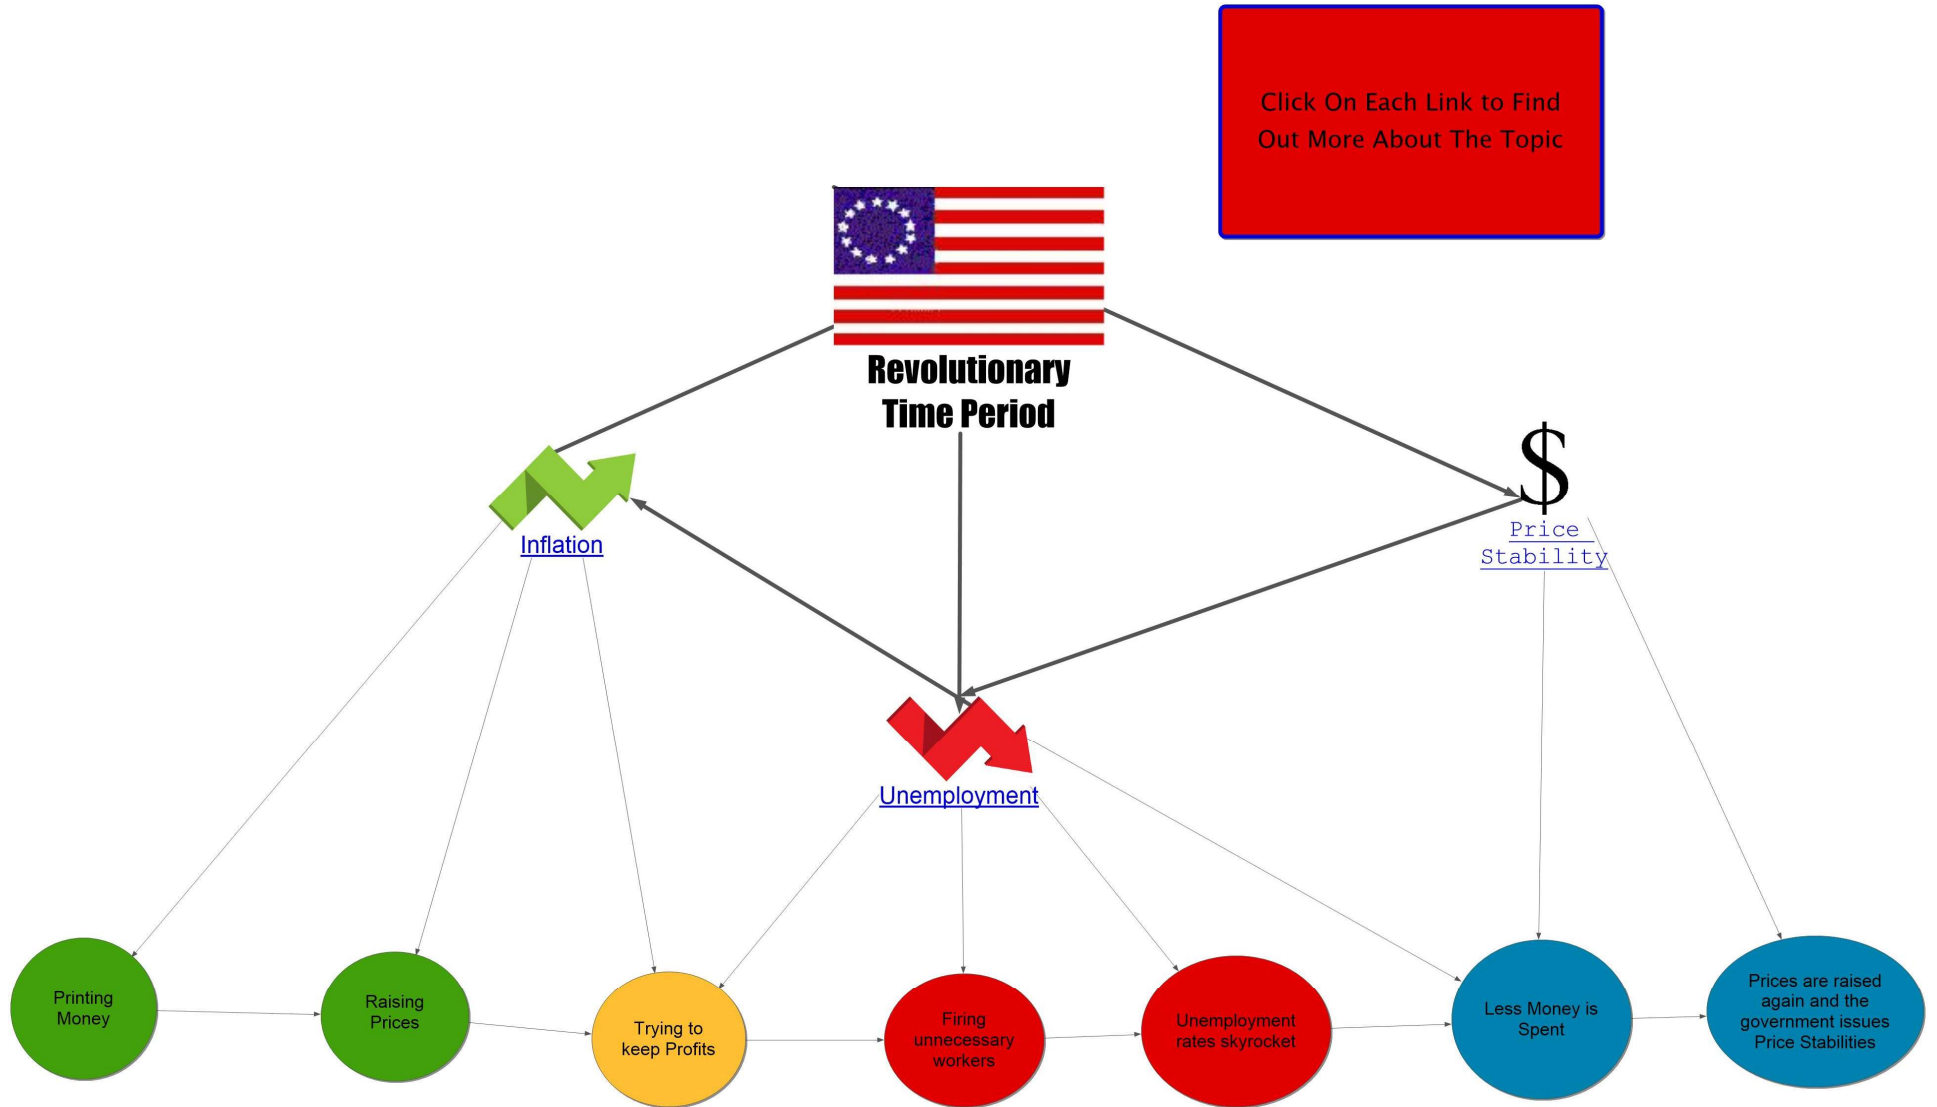 Click On Each Link to Find
Out More About The Topic
Revolutionary
Time Period
Inflation
Price
Stability
Unemployment
Printing
Money
Raising
Prices
Trying to
keep Profits
Firing
unnecessary
workers
Unemployment
rates skyrocket
Less Money is
Spent
Prices are raised
again and the
government issues
Price Stabilities